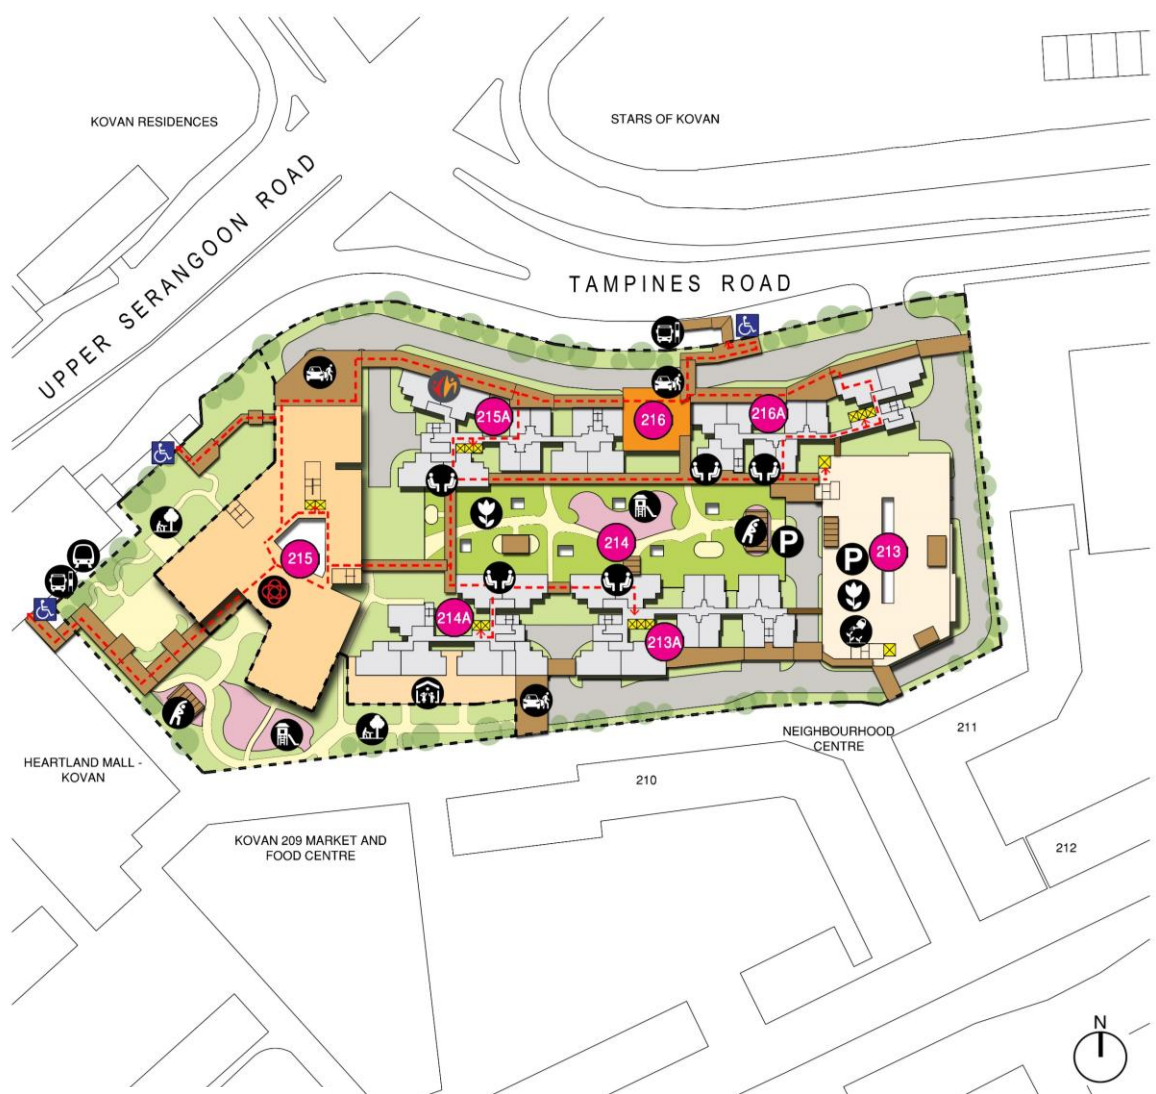 KOVAN RESIDENCES
STARS OF KOVAN
UPPER SERANGOON ROAD
TAMPINES ROAD
215A
216
216A
214
P
213
P
215
214A
213A
NEIGHBOURHOOD
CENTRE
211
HEARTLAND MALL -
KOVAN
210
KOVAN 209 MARKET AND
FOOD CENTRE
212
N